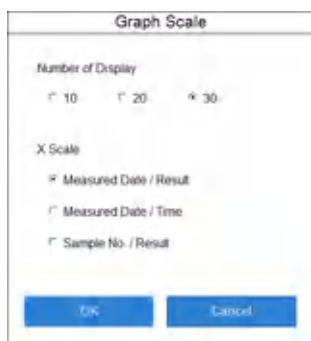 Graph Scale
Number of Display
10 20 30
X Scale
Measured Date / Result
Measured Date / Time
Sample No. / Result
OK Cancel